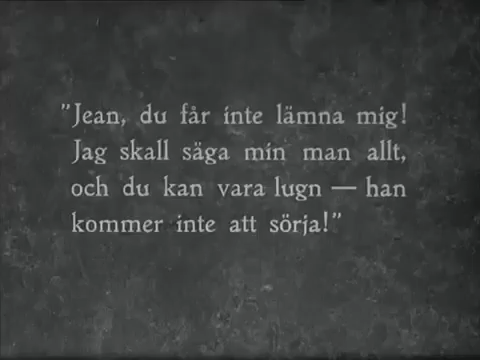 "Jean, du får inte lämna mig!
Jag skall säga min man allt,
och du kan vara lugn — han
kommer inte att sörja!"